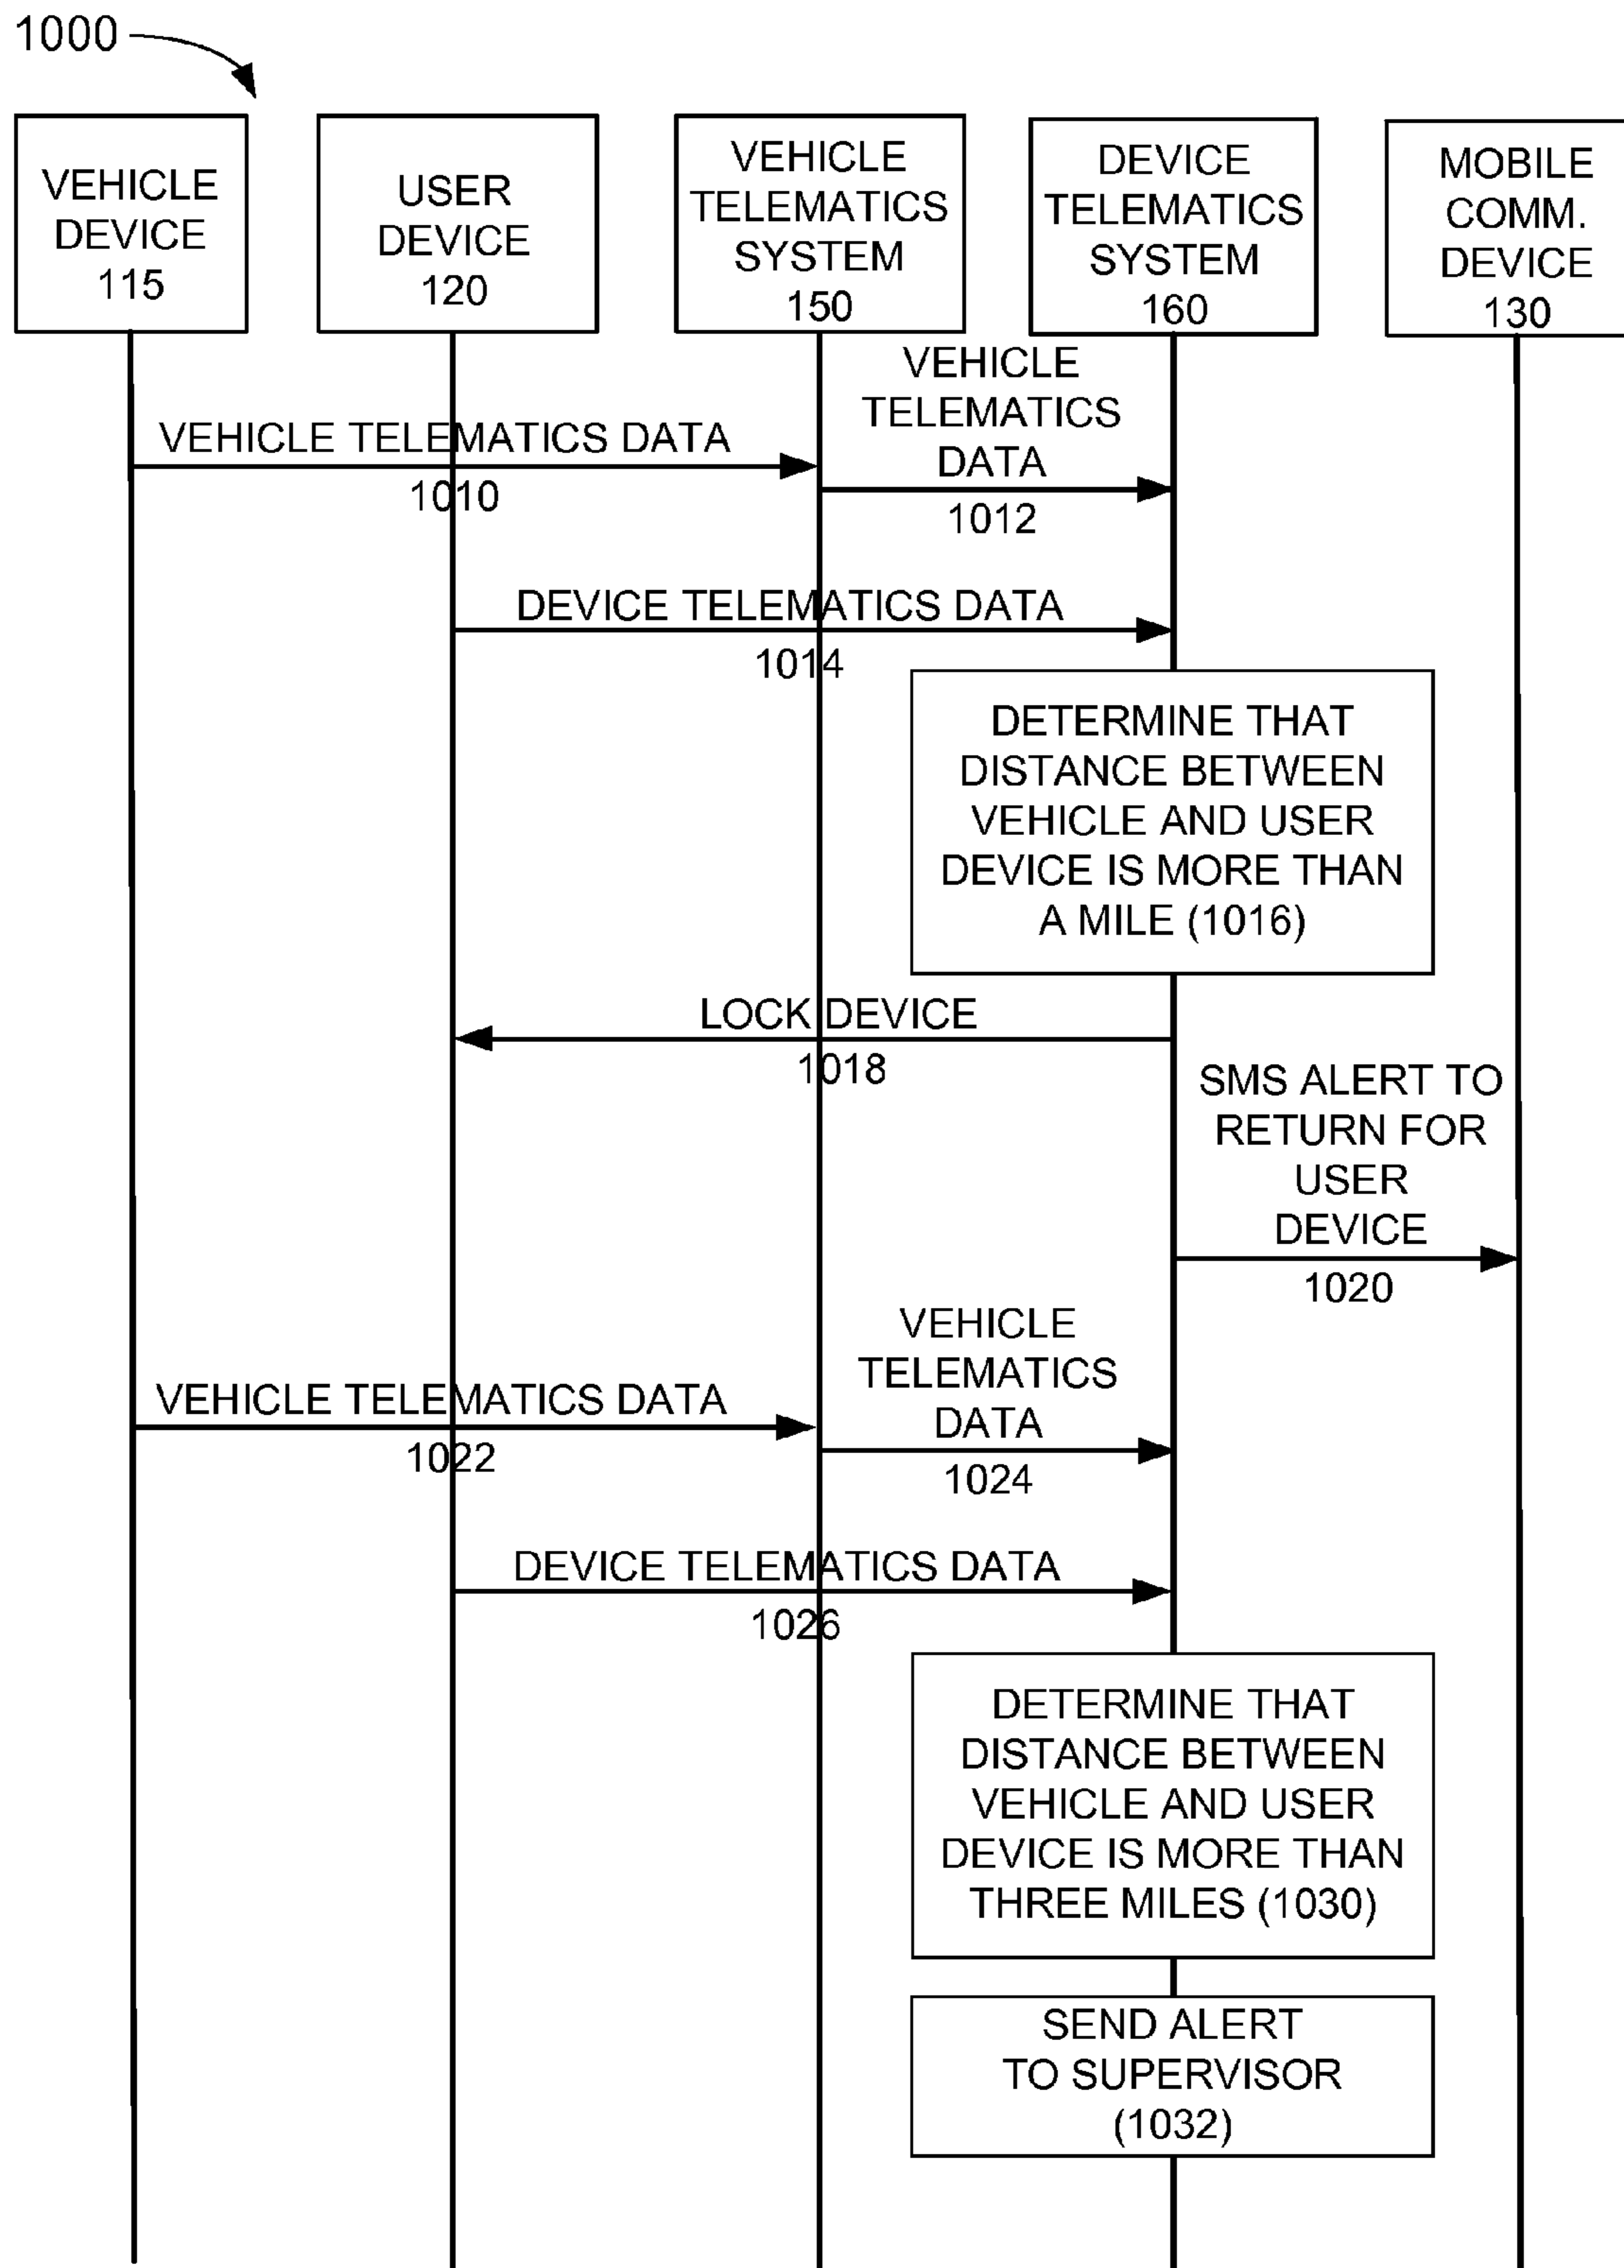 1000
VEHICLE
DEVICE
115
USER
DEVICE
120
VEHICLE
TELEMATICS
SYSTEM
150
DEVICE
TELEMATICS
SYSTEM
160
MOBILE
COMM.
DEVICE
130
VEHICLE TELEMATICS DATA
1010
VEHICLE
TELEMATICS
DATA
1012
DEVICE TELEMATICS DATA
1014
DETERMINE THAT
DISTANCE BETWEEN
VEHICLE AND USER
DEVICE IS MORE THAN
A MILE (1016)
LOCK DEVICE
1018
SMS ALERT TO
RETURN FOR
USER
DEVICE
1020
VEHICLE TELEMATICS DATA
1022
VEHICLE
TELEMATICS
DATA
1024
DEVICE TELEMATICS DATA
1026
DETERMINE THAT
DISTANCE BETWEEN
VEHICLE AND USER
DEVICE IS MORE THAN
THREE MILES (1030)
SEND ALERT
TO SUPERVISOR
(1032)